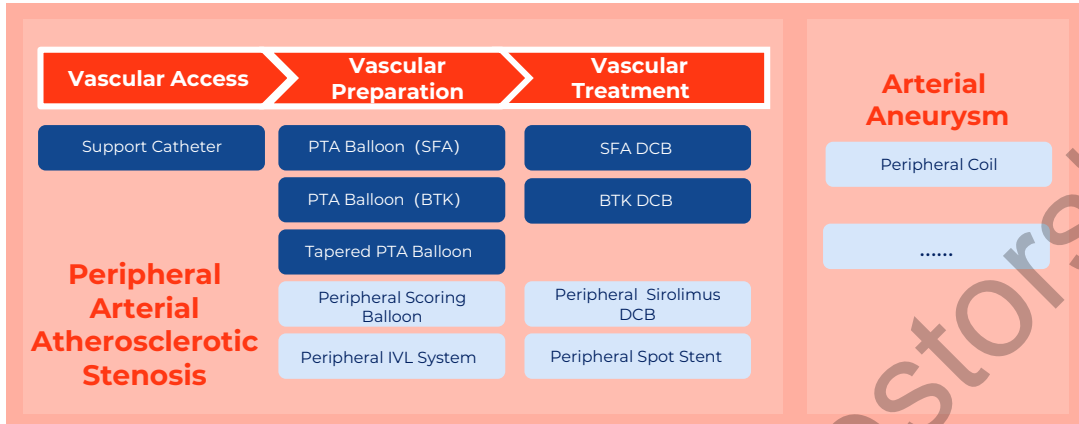 Vascular Access
Vascular
Preparation
Vascular
Treatment
Support Catheter
PTA Balloon（SFA）
SFA DCB
PTA Balloon（BTK）
BTK DCB
Tapered PTA Balloon
Peripheral Scoring
Balloon
Peripheral Sirolimus
DCB
Peripheral IVL System
Peripheral Spot Stent
Peripheral
Arterial
Atherosclerotic
Stenosis
Arterial
Aneurysm
Peripheral Coil
......